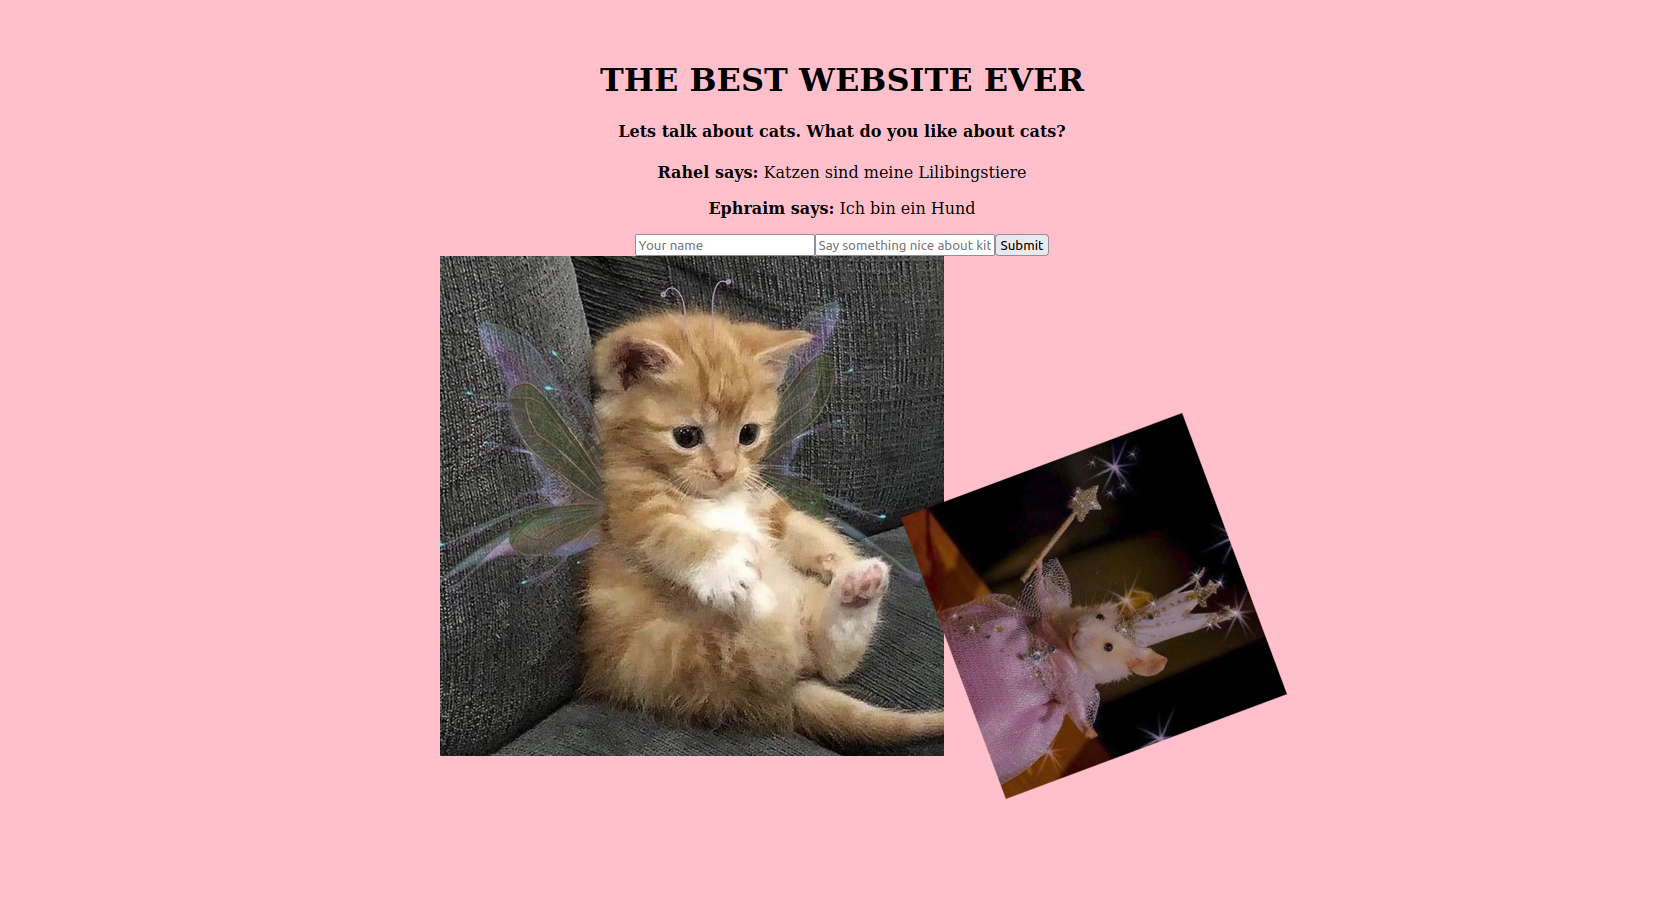 THE BEST WEBSITE EVER
Lets talk about cats. What do you like about cats?
Rahel says: Katzen sind meine Lilibingstiere
Ephraim says: Ich bin ein Hund
Your name Say something nice about kit Submit